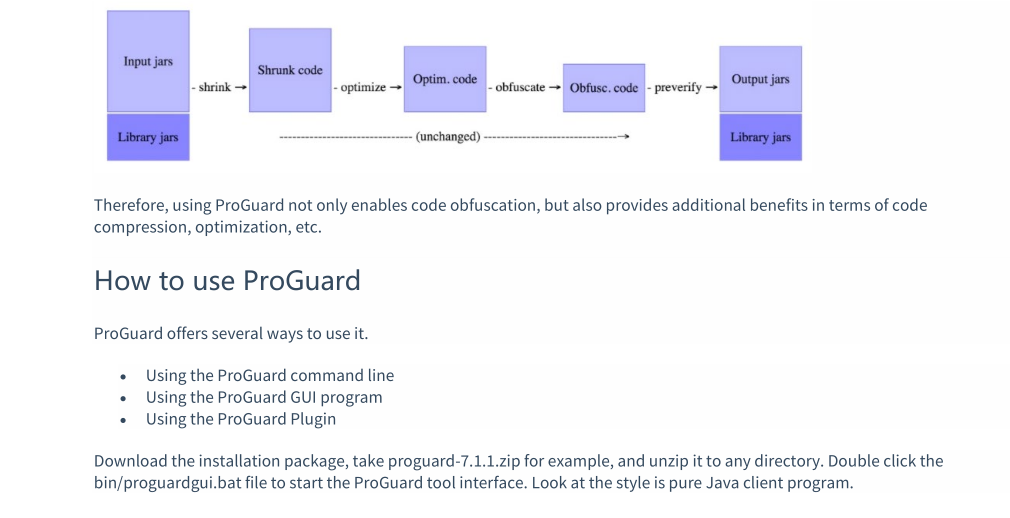 Input jars
Library jars
- shrink →
Shrunk code
- optimize →
Optim. code
- obfuscate →
Obfusc. code
- preverify →
Output jars
Library jars
(unchanged)
Therefore, using ProGuard not only enables code obfuscation, but also provides additional benefits in terms of code
compression, optimization, etc.
How to use ProGuard
ProGuard offers several ways to use it.
• Using the ProGuard command line
• Using the ProGuard GUI program
• Using the ProGuard Plugin
Download the installation package, take proguard-7.1.1.zip for example, and unzip it to any directory. Double click the
bin/proguardgui.bat file to start the ProGuard tool interface. Look at the style is pure Java client program.